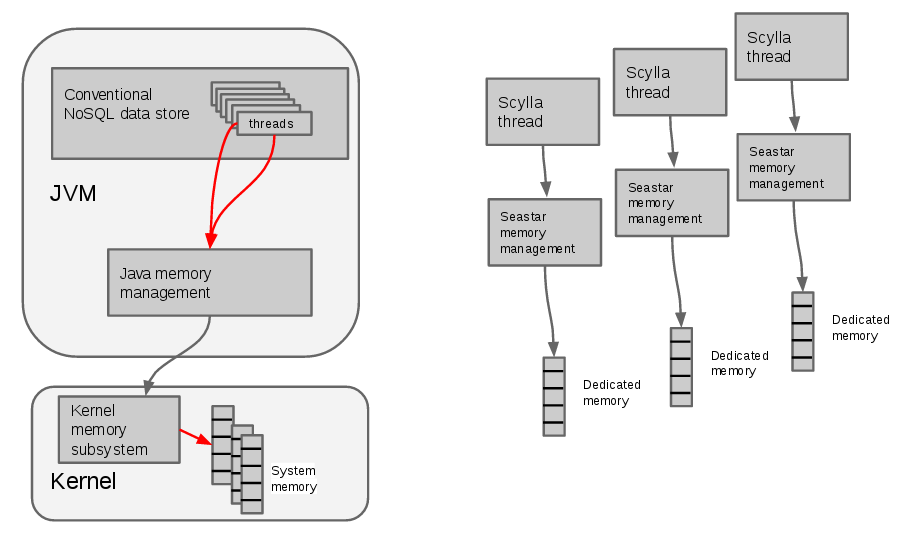 Conventional
NoSQL data store
threads
JVM
Java memory
management
Kernel
memory
subsystem
Kernel
System
memory
Scylla
thread
Seastar
memory
management
Dedicated
memory
Scylla
thread
Seastar
memory
management
Dedicated
memory
Scylla
thread
Seastar
memory
management
Dedicated
memory